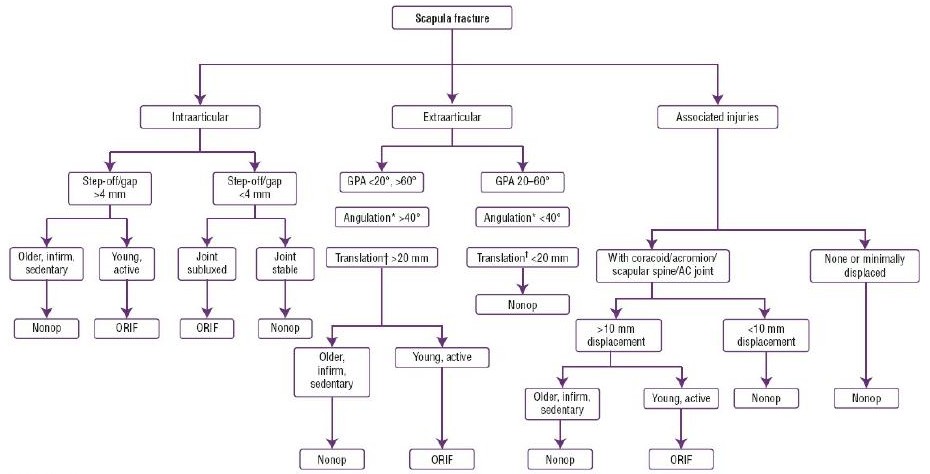 Scapula fracture
Intraarticular
Extraarticular
Associated injuries
Step-off/gap
>4 mm
Step-off/gap
<4 mm
GPA <20°, >60°
GPA 20–60°
Angulation* >40°
Angulation* <40°
Older, infirm,
sedentary
Young,
active
Joint
subluxed
Joint
stable
Translation† >20 mm
Translation† <20 mm
With coracoid/acromion/
scapular spine/AC joint
None or minimally
displaced
Nonop
ORIF
ORIF
Nonop
Nonop
>10 mm
displacement
<10 mm
displacement
Older,
infirm,
sedentary
Young, active
Older, infirm,
sedentary
Young, active
Nonop
Nonop
Nonop
ORIF
Nonop
ORIF